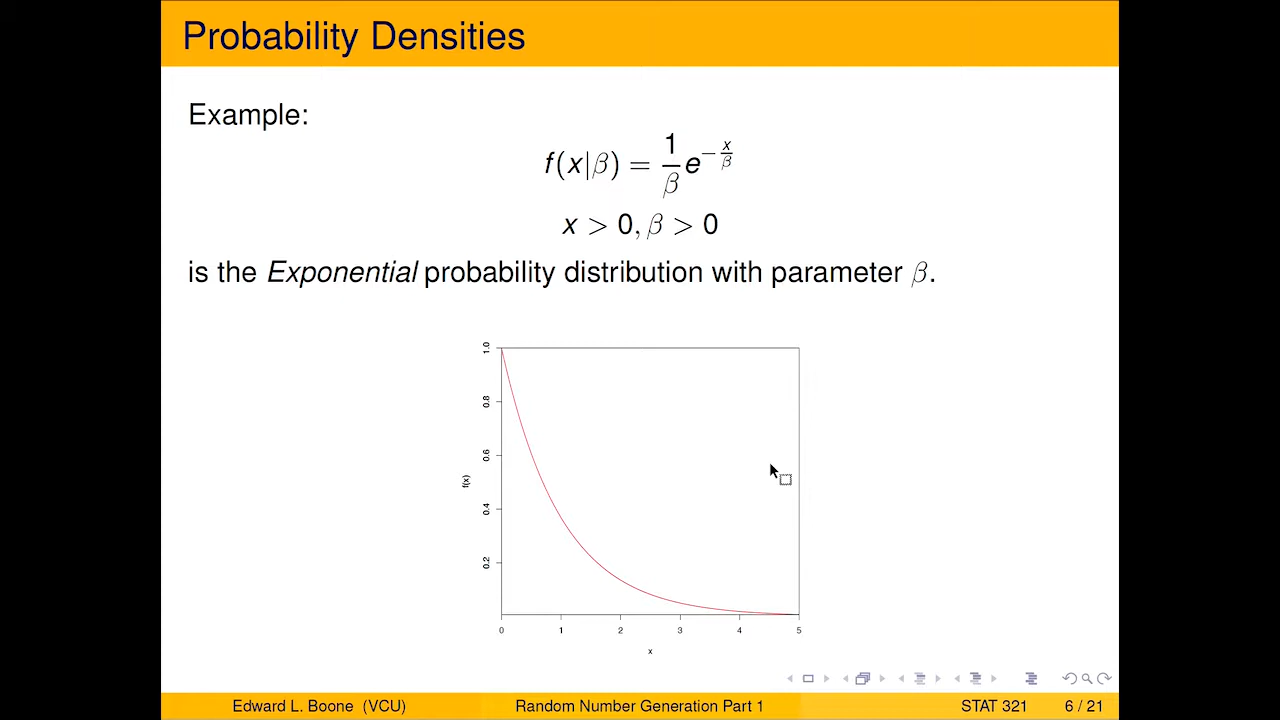 Probability Densities
Example:
f(x|β) = 1/β e^{−x/β}
x > 0, β > 0
is the Exponential probability distribution with parameter β.
1.0
0.8
0.6
0.4
0.2
f(x)
0 1 2 3 4 5
x
Edward L. Boone (VCU) Random Number Generation Part 1 STAT 321 6 / 21